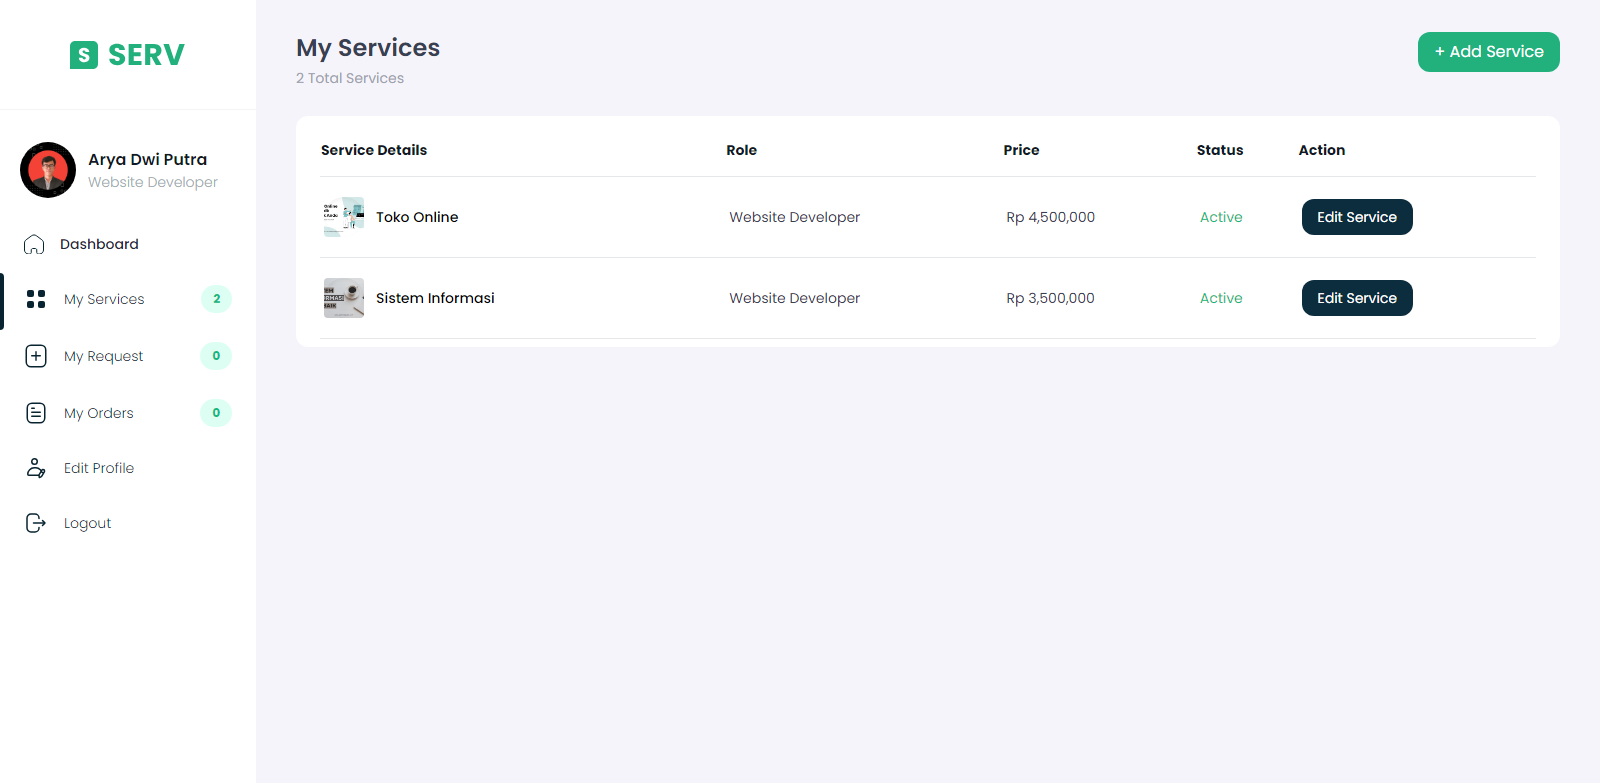 S SERV
Arya Dwi Putra
Website Developer
Dashboard
My Services 2
My Request 0
My Orders 0
Edit Profile
Logout
My Services
2 Total Services
+ Add Service
Service Details Role Price Status Action
Toko Online Website Developer Rp 4,500,000 Active Edit Service
Sistem Informasi Website Developer Rp 3,500,000 Active Edit Service